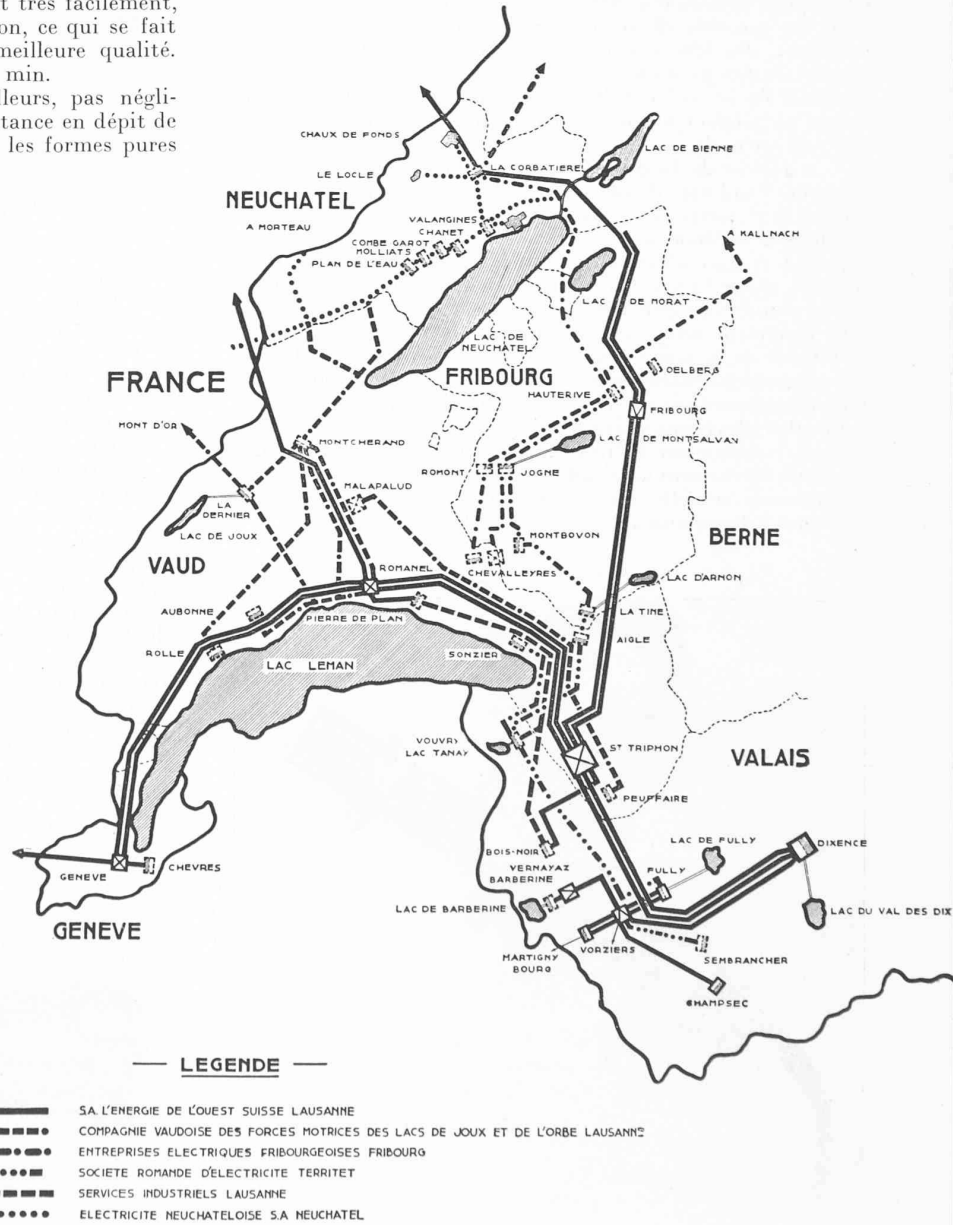 t très facilement,
on, ce qui se fait
meilleure qualité.
min.
lleurs, pas négli-
tance en dépit de
les formes pures
CHAUX DE FONDS
LAC DE BIENNE
LE LOCLE
LA CORBATIERE
NEUCHATEL
A MORTEAU
VALANGINES
CHANET
COMBE GAROT
MOLLIATS
PLAN DE L'EAU
A KALLNACH
LAC DE MORAT
LAC DE
NEUCHATEL
FRANCE
FRIBOURG
OELBERG
HAUTERIVE
FRIBOURG
MONT D'OR
MONTCHERAND
LAC DE MONTSALVAN
ROMONT
JOGNE
MALAPALUD
LA
DERNIER
LAC DE JOUX
MONTBOVON
BERNE
VAUD
CHEVALLEYRES
ROMANEL
LAC D'ARNON
AUBONNE
LA TINE
PIERRE DE PLAN
AIGLE
ROLLE
SONZIER
LAC LEMAN
VOUVRY
LAC TANAY
ST TRIPHON
VALAIS
PEUFFAIRE
BOIS-NOIR
LAC DE FULLY
DIXENCE
GENEVE
CHEVRES
VERNAYAZ
BARBERINE
FULLY
LAC DE BARBERINE
LAC DU VAL DES DIX
GENEVE
MARTIGNY
BOURG
VORZIERS
SEMBRANCHER
CHAMPSEC
— LEGENDE —
S.A. L'ENERGIE DE L'OUEST SUISSE LAUSANNE
COMPAGNIE VAUDOISE DES FORCES MOTRICES DES LACS DE JOUX ET DE L'ORBE LAUSANNE
ENTREPRISES ELECTRIQUES FRIBOURGEOISES FRIBOURG
SOCIETE ROMANDE D'ELECTRICITE TERRITET
SERVICES INDUSTRIELS LAUSANNE
ELECTRICITE NEUCHATELOISE S.A NEUCHATEL